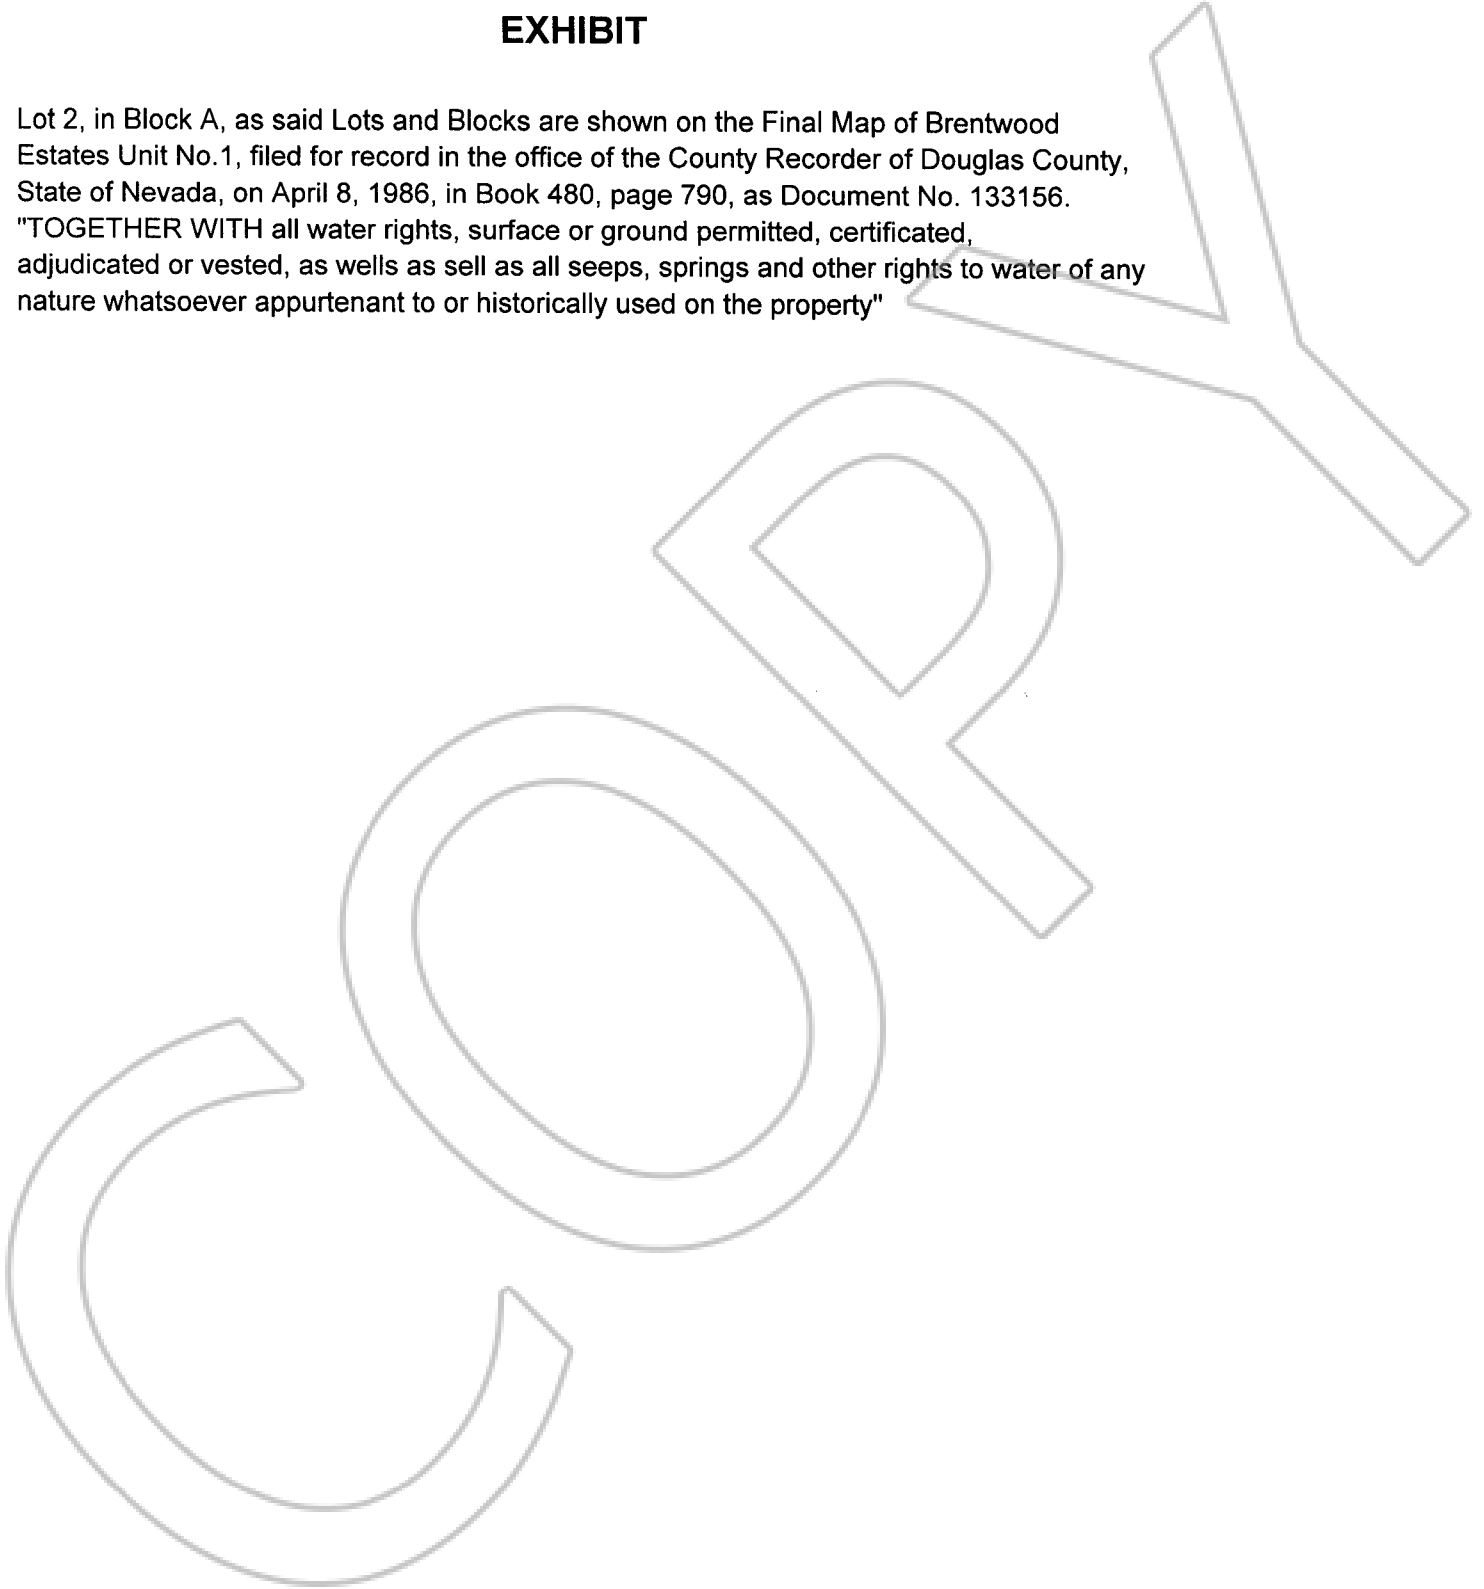 EXHIBIT
Lot 2, in Block A, as said Lots and Blocks are shown on the Final Map of Brentwood
Estates Unit No.1, filed for record in the office of the County Recorder of Douglas County,
State of Nevada, on April 8, 1986, in Book 480, page 790, as Document No. 133156.
"TOGETHER WITH all water rights, surface or ground permitted, certificated,
adjudicated or vested, as wells as sell as all seeps, springs and other rights to water of any
nature whatsoever appurtenant to or historically used on the property"
COPY